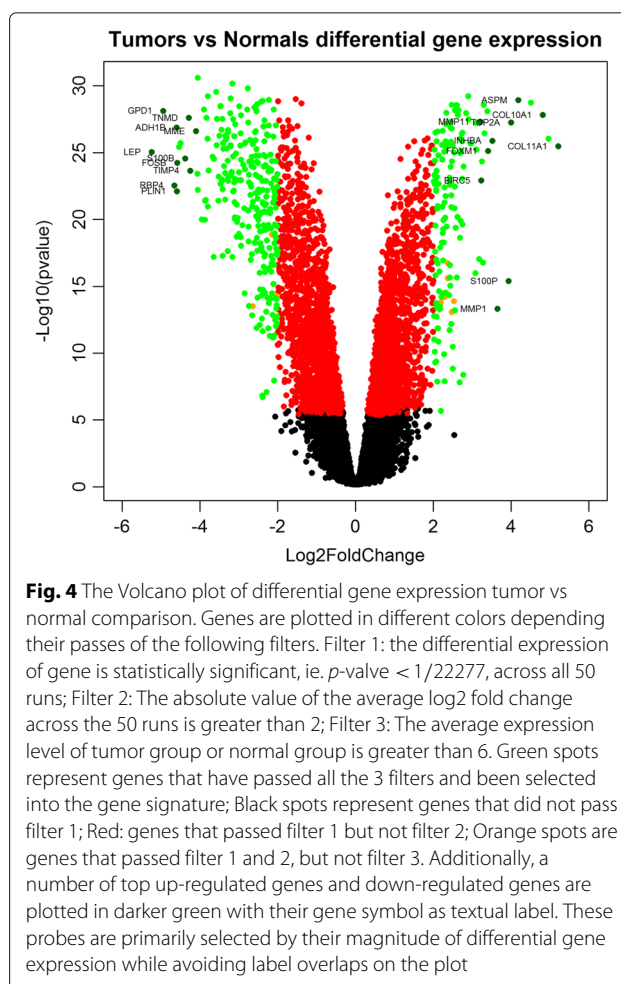 Tumors vs Normals differential gene expression
-Log10(pvalue)
30
25
20
15
10
5
0
GPD1
TNMD
ADH1B
MME
LEP
S100B
FOSB
TIMP4
RBP4
PLIN1
ASPM
COL10A1
MMP11
TOP2A
INHBA
COL11A1
FOXM1
BIRC5
S100P
MMP1
-6 -4 -2 0 2 4 6
Log2FoldChange
Fig. 4 The Volcano plot of differential gene expression tumor vs
normal comparison. Genes are plotted in different colors depending
their passes of the following filters. Filter 1: the differential expression
of gene is statistically significant, ie. p-valve < 1/22277, across all 50
runs; Filter 2: The absolute value of the average log2 fold change
across the 50 runs is greater than 2; Filter 3: The average expression
level of tumor group or normal group is greater than 6. Green spots
represent genes that have passed all the 3 filters and been selected
into the gene signature; Black spots represent genes that did not pass
filter 1; Red: genes that passed filter 1 but not filter 2; Orange spots are
genes that passed filter 1 and 2, but not filter 3. Additionally, a
number of top up-regulated genes and down-regulated genes are
plotted in darker green with their gene symbol as textual label. These
probes are primarily selected by their magnitude of differential gene
expression while avoiding label overlaps on the plot